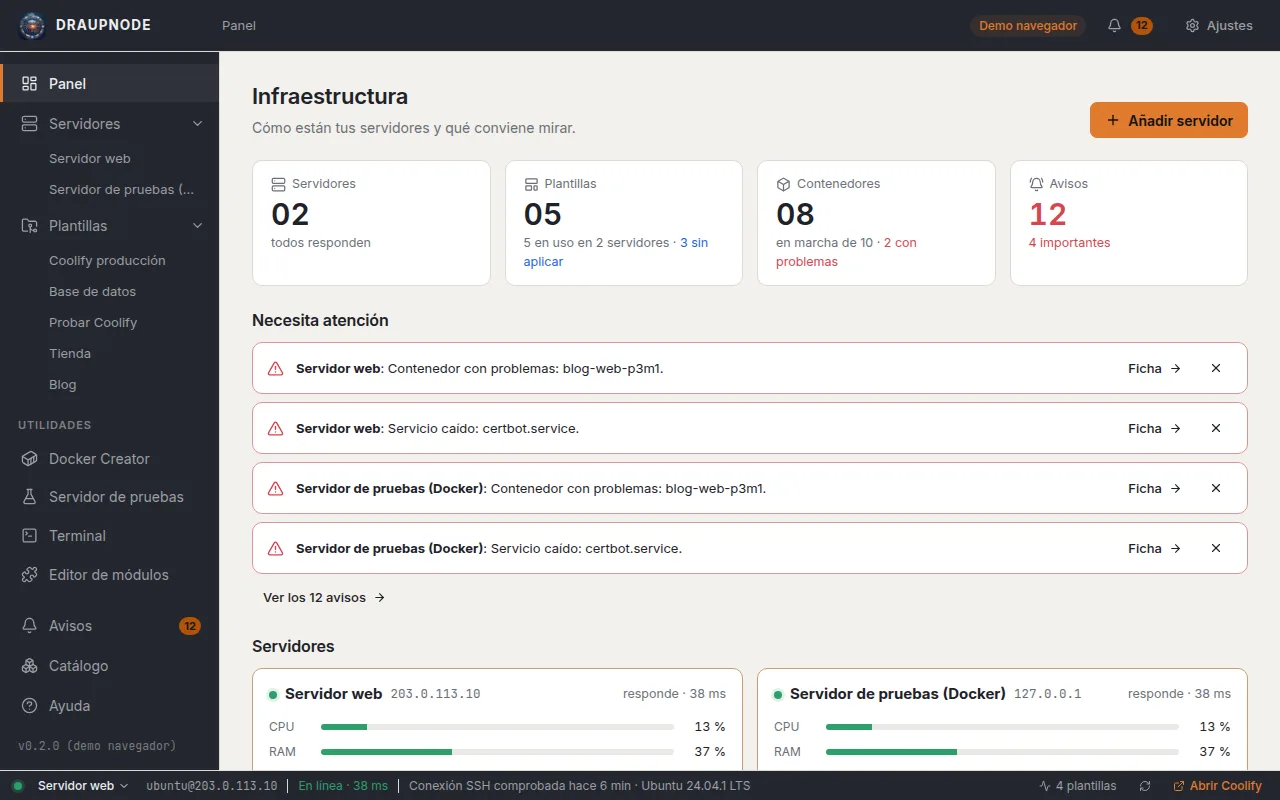 DRAUPNODE
Panel
Demo navegador
12
Ajustes
Panel
Servidores
Servidor web
Servidor de pruebas (...
Plantillas
Coolify producción
Base de datos
Probar Coolify
Tienda
Blog
UTILIDADES
Docker Creator
Servidor de pruebas
Terminal
Editor de módulos
Avisos
12
Catálogo
Ayuda
v0.2.0 (demo navegador)
Infraestructura
Cómo están tus servidores y qué conviene mirar.
+ Añadir servidor
Servidores
02
todos responden
Plantillas
05
5 en uso en 2 servidores · 3 sin
aplicar
Contenedores
08
en marcha de 10 · 2 con
problemas
Avisos
12
4 importantes
Necesita atención
Servidor web: Contenedor con problemas: blog-web-p3m1.
Ficha →
Servidor web: Servicio caído: certbot.service.
Ficha →
Servidor de pruebas (Docker): Contenedor con problemas: blog-web-p3m1.
Ficha →
Servidor de pruebas (Docker): Servicio caído: certbot.service.
Ficha →
Ver los 12 avisos →
Servidores
Servidor web 203.0.113.10
responde · 38 ms
CPU 13 %
RAM 37 %
Servidor de pruebas (Docker) 127.0.0.1
responde · 38 ms
CPU 13 %
RAM 37 %
Servidor web
ubuntu@203.0.113.10
En línea · 38 ms
Conexión SSH comprobada hace 6 min · Ubuntu 24.04.1 LTS
4 plantillas
Abrir Coolify